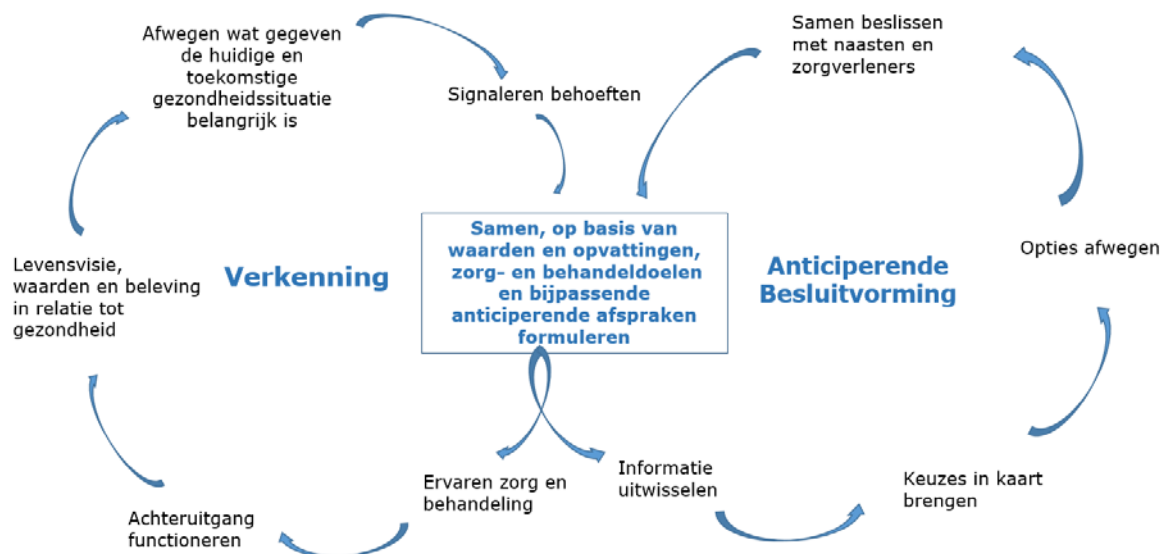 Afwegen wat gegeven
de huidige en
toekomstige
gezondheidssituatie
belangrijk is
Signaleren behoeften
Samen beslissen
met naasten en
zorgverleners
Levensvisie,
waarden en beleving
in relatie tot
gezondheid
Verkenning
Samen, op basis van
waarden en opvattingen,
zorg- en behandeldoelen
en bijpassende
anticiperende afspraken
formuleren
Anticiperende
Besluitvorming
Opties afwegen
Achteruitgang
functioneren
Ervaren zorg en
behandeling
Informatie
uitwisselen
Keuzes in kaart
brengen